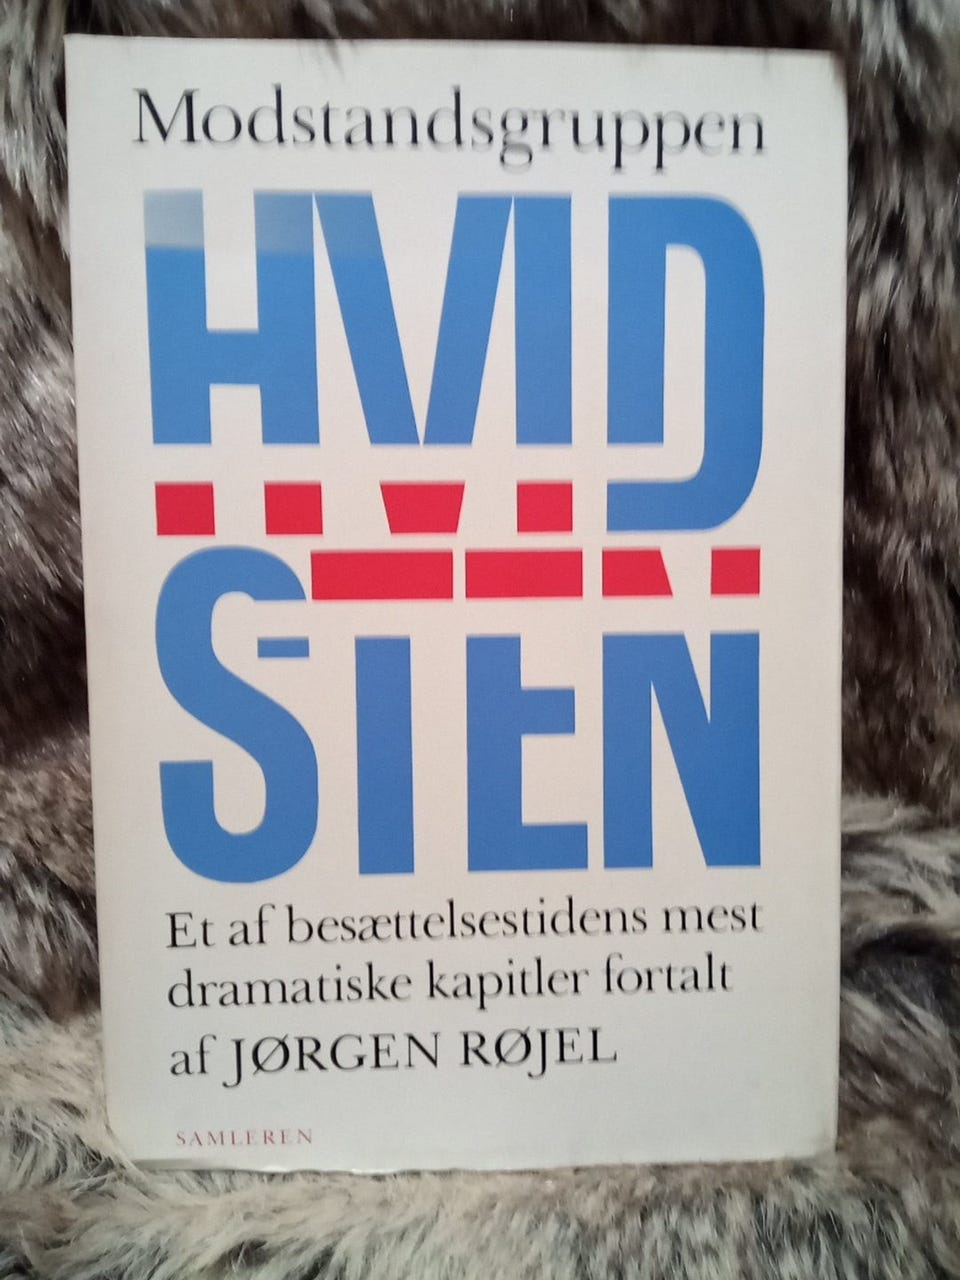 Modstandsgruppen
HVID
STEN
Et af besættelsestidens mest
dramatiske kapitler fortalt
af JØRGEN RØJEL
SAMLEREN